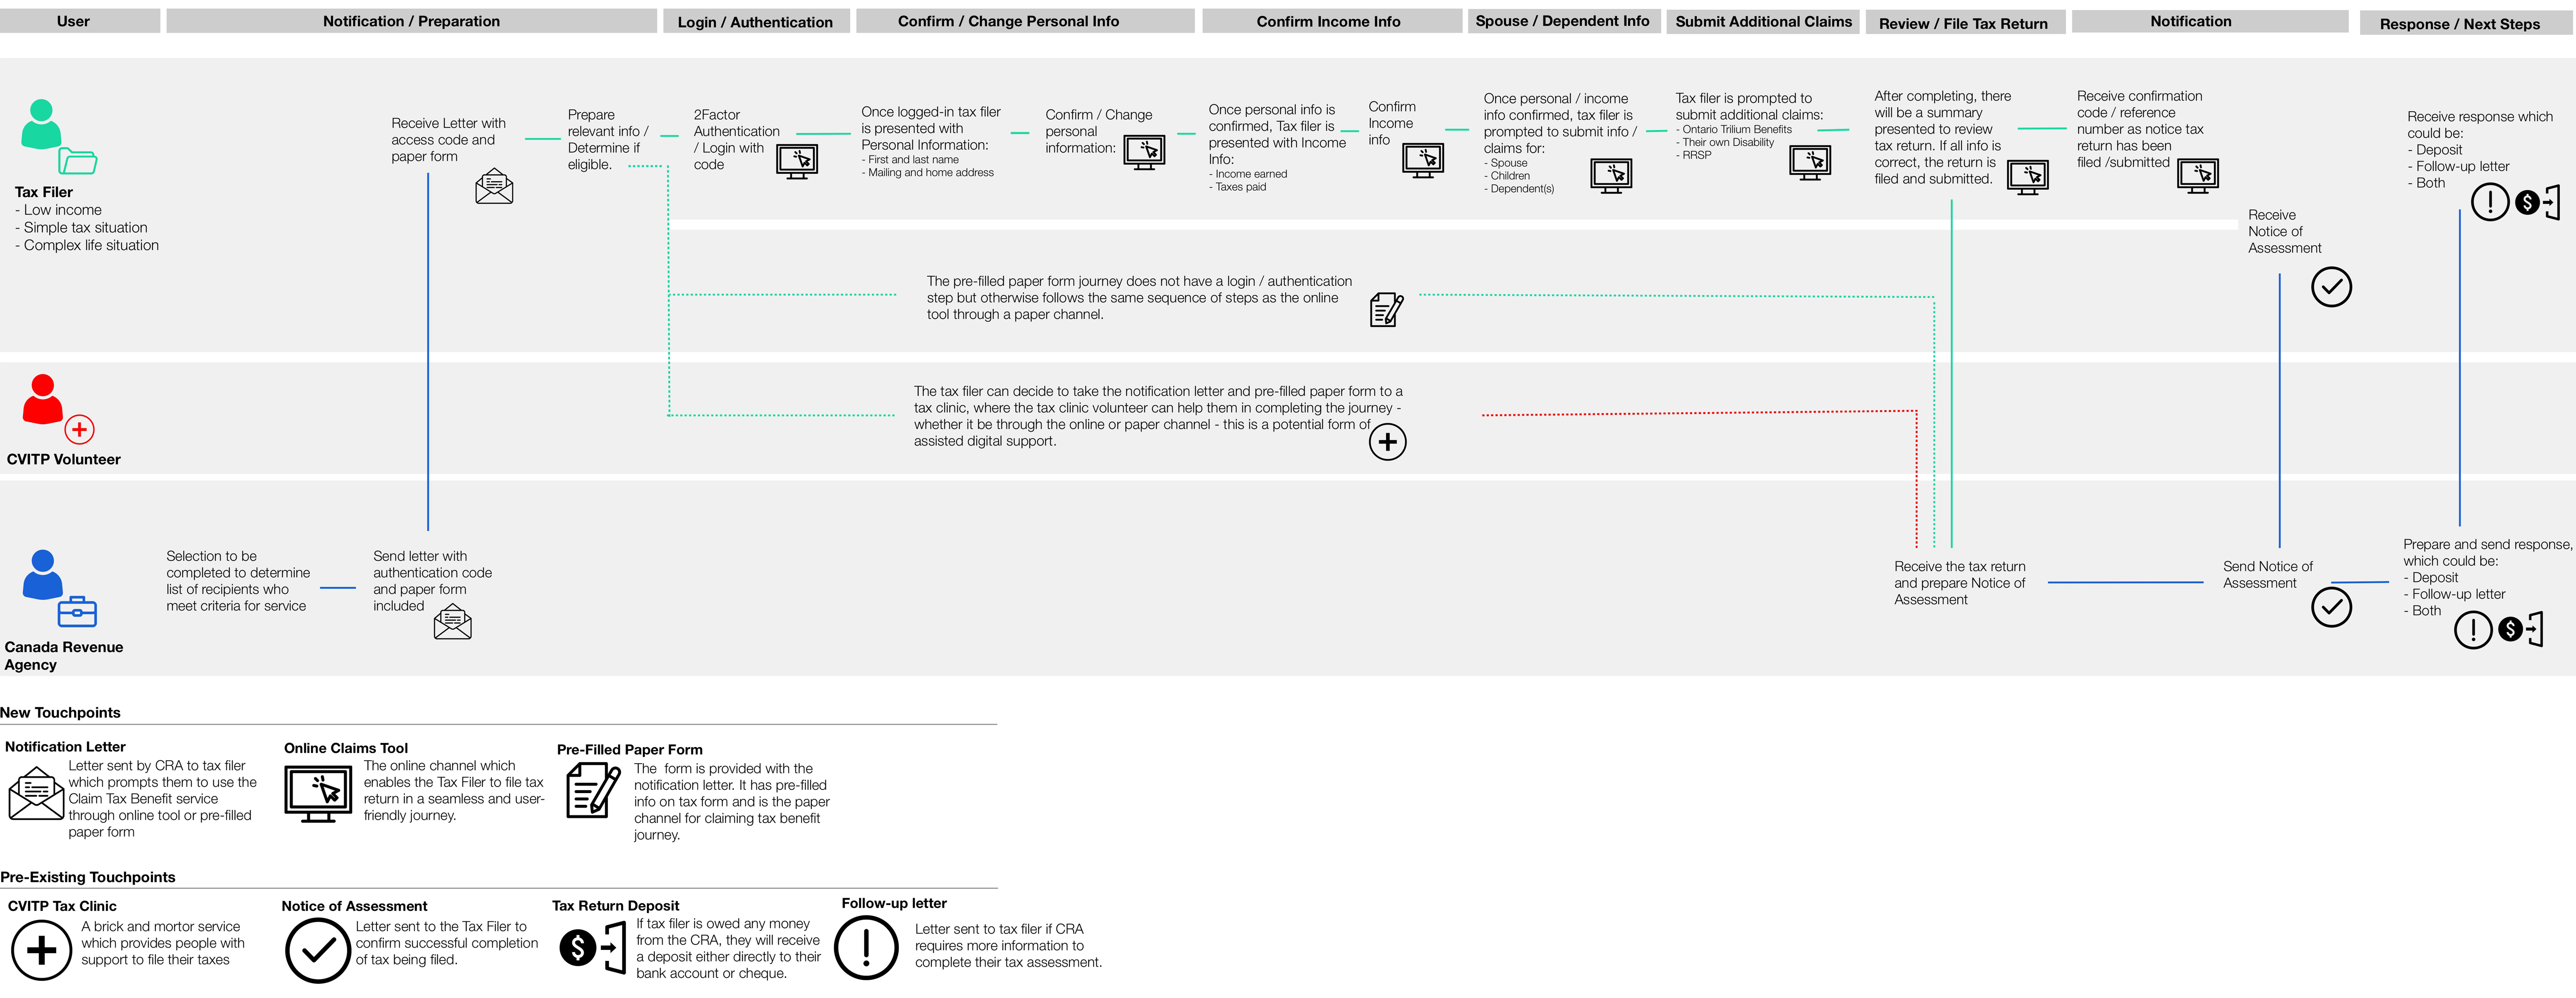 User
Notification / Preparation
Login / Authentication
Confirm / Change Personal Info
Confirm Income Info
Spouse / Dependent Info
Submit Additional Claims
Review / File Tax Return
Notification
Response / Next Steps
Tax Filer
- Low income
- Simple tax situation
- Complex life situation
Receive Letter with
access code and
paper form
Prepare
relevant info /
Determine if
eligible.
2Factor
Authentication
/ Login with
code
Once logged-in tax filer
is presented with
Personal Information:
- First and last name
- Mailing and home address
Confirm / Change
personal
information:
Once personal info is
confirmed, Tax filer is
presented with Income
Info:
- Income earned
- Taxes paid
Confirm
Income
info
Once personal / income
info confirmed, tax filer is
prompted to submit info /
claims for:
- Spouse
- Children
- Dependent(s)
Tax filer is prompted to
submit additional claims:
- Ontario Trilium Benefits
- Their own Disability
- RRSP
After completing, there
will be a summary
presented to review
tax return. If all info is
correct, the return is
filed and submitted.
Receive confirmation
code / reference
number as notice tax
return has been
filed /submitted
Receive
Notice of
Assessment
Receive response which
could be:
- Deposit
- Follow-up letter
- Both
The pre-filled paper form journey does not have a login / authentication
step but otherwise follows the same sequence of steps as the online
tool through a paper channel.
CVITP Volunteer
The tax filer can decide to take the notification letter and pre-filled paper form to a
tax clinic, where the tax clinic volunteer can help them in completing the journey -
whether it be through the online or paper channel - this is a potential form of
assisted digital support.
Canada Revenue
Agency
Selection to be
completed to determine
list of recipients who
meet criteria for service
Send letter with
authentication code
and paper form
included
Receive the tax return
and prepare Notice of
Assessment
Send Notice of
Assessment
Prepare and send response,
which could be:
- Deposit
- Follow-up letter
- Both
New Touchpoints
Notification Letter
Letter sent by CRA to tax filer
which prompts them to use the
Claim Tax Benefit service
through online tool or pre-filled
paper form
Online Claims Tool
The online channel which
enables the Tax Filer to file tax
return in a seamless and user-
friendly journey.
Pre-Filled Paper Form
The  form is provided with the
notification letter. It has pre-filled
info on tax form and is the paper
channel for claiming tax benefit
journey.
Pre-Existing Touchpoints
CVITP Tax Clinic
A brick and mortor service
which provides people with
support to file their taxes
Notice of Assessment
Letter sent to the Tax Filer to
confirm successful completion
of tax being filed.
Tax Return Deposit
If tax filer is owed any money
from the CRA, they will receive
a deposit either directly to their
bank account or cheque.
Follow-up letter
Letter sent to tax filer if CRA
requires more information to
complete their tax assessment.